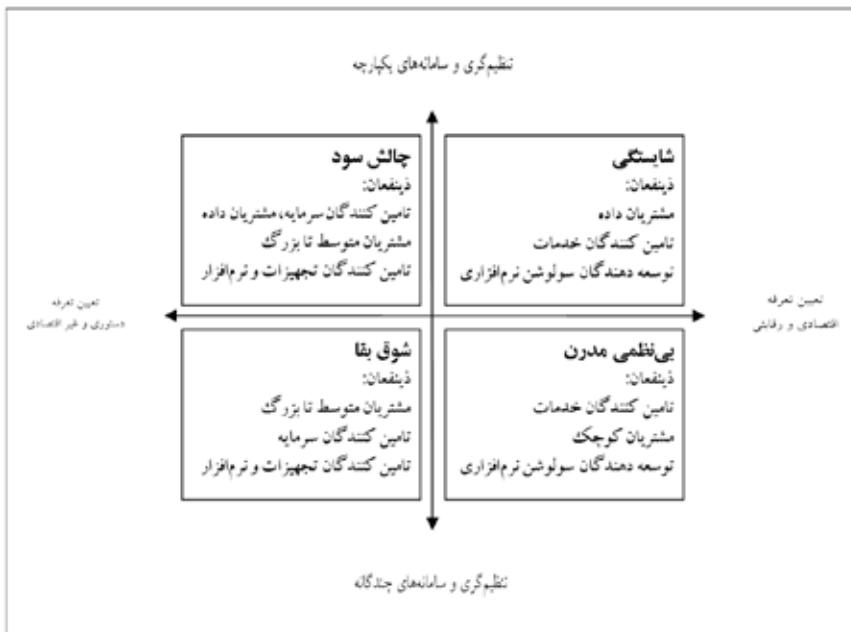 تنظیم‌گری و سامانه‌های یکپارچه
شایستگی
ذینفعان:
مشتریان داده
تامین کنندگان خدمات
توسعه دهندگان سولوشن نرم‌افزاری
چالش سود
ذینفعان:
تامین کنندگان سرمایه، مشتریان داده
مشتریان متوسط تا بزرگ
تامین کنندگان تجهیزات و نرم‌افزار
تعیین تعرفه
اقتصادی و رقابتی
تعیین تعرفه
دستوری و غیر اقتصادی
بی‌نظمی مدرن
ذینفعان:
تامین کنندگان خدمات
مشتریان کوچک
توسعه دهندگان سولوشن نرم‌افزاری
شوق بقا
ذینفعان:
مشتریان متوسط تا بزرگ
تامین کنندگان سرمایه
تامین کنندگان تجهیزات و نرم‌افزار
تنظیم‌گری و سامانه‌های چندگانه